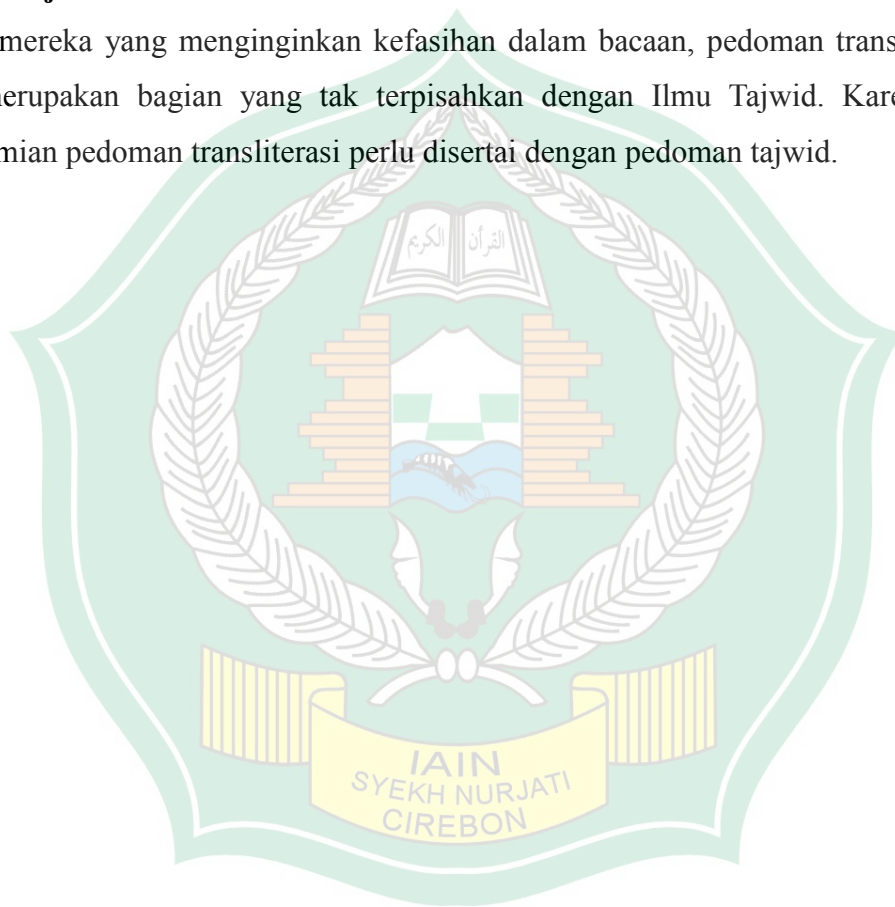 mereka yang menginginkan kefasihan dalam bacaan, pedoman trans
erupakan bagian yang tak terpisahkan dengan Ilmu Tajwid. Kare
mian pedoman transliterasi perlu disertai dengan pedoman tajwid.
القرآن الكريم
IAIN
SYEKH NURJATI
CIREBON